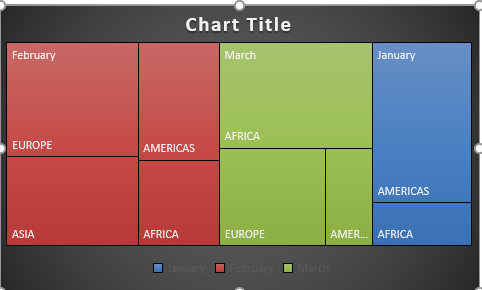 Chart Title
February
March
January
AFRICA
EUROPE
AMERICAS
AMERICAS
ASIA
AFRICA
EUROPE
AMER...
AFRICA
January
February
March